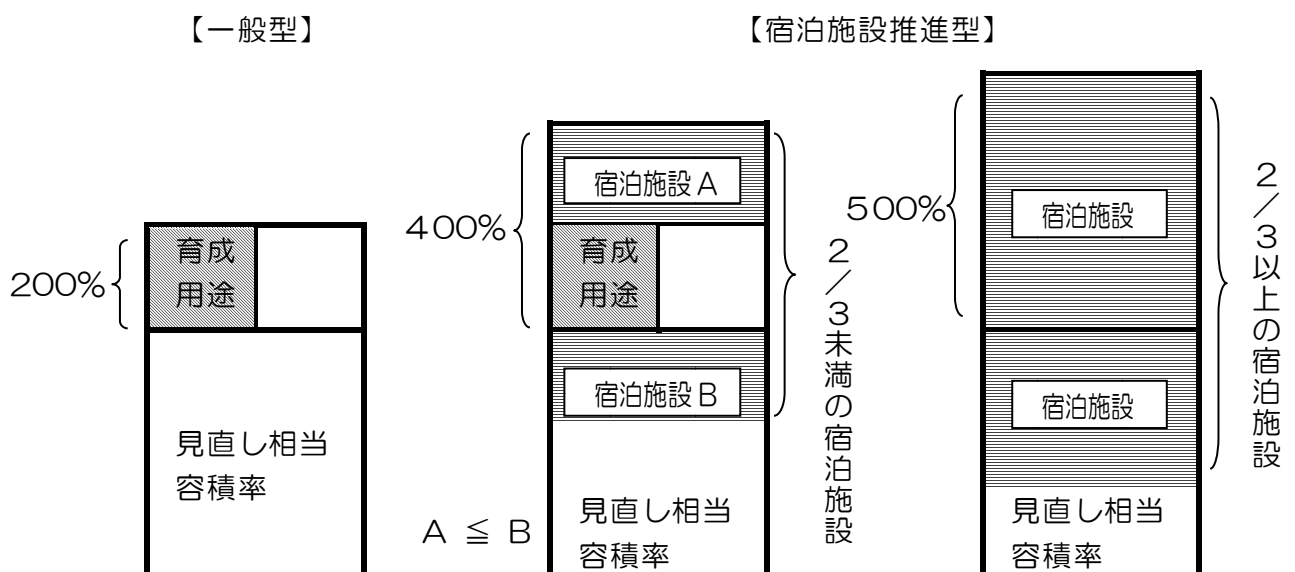 【一般型】
【宿泊施設推進型】
200%
育成
用途
見直し相当
容積率
400%
宿泊施設A
育成
用途
宿泊施設B
見直し相当
容積率
A ≦ B
2/3未満の宿泊施設
500%
宿泊施設
宿泊施設
見直し相当
容積率
2/3以上の宿泊施設